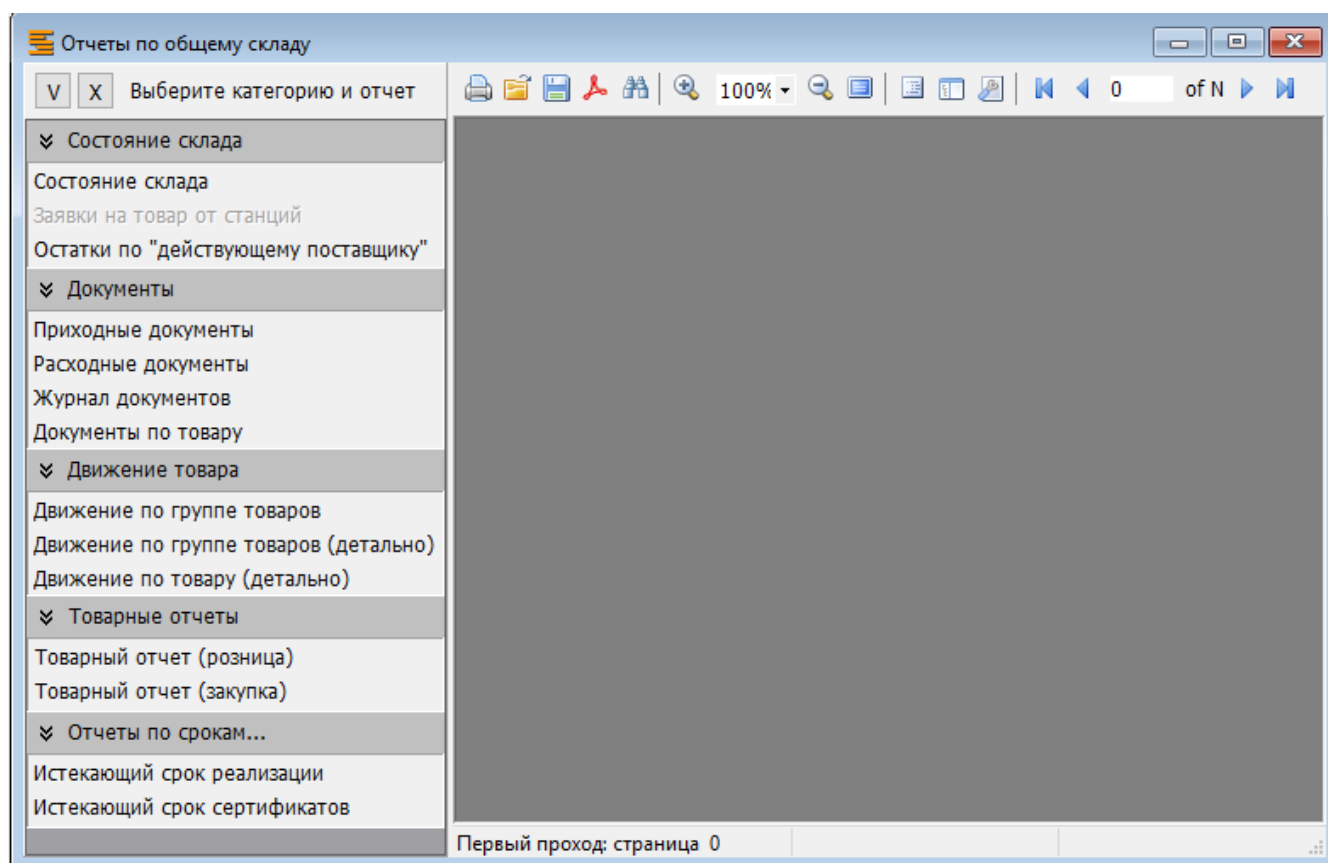 Отчеты по общему складу
V X Выберите категорию и отчет 100% 0 of N
Состояние склада
Состояние склада
Заявки на товар от станций
Остатки по "действующему поставщику"
Документы
Приходные документы
Расходные документы
Журнал документов
Документы по товару
Движение товара
Движение по группе товаров
Движение по группе товаров (детально)
Движение по товару (детально)
Товарные отчеты
Товарный отчет (розница)
Товарный отчет (закупка)
Отчеты по срокам...
Истекающий срок реализации
Истекающий срок сертификатов
Первый проход: страница 0